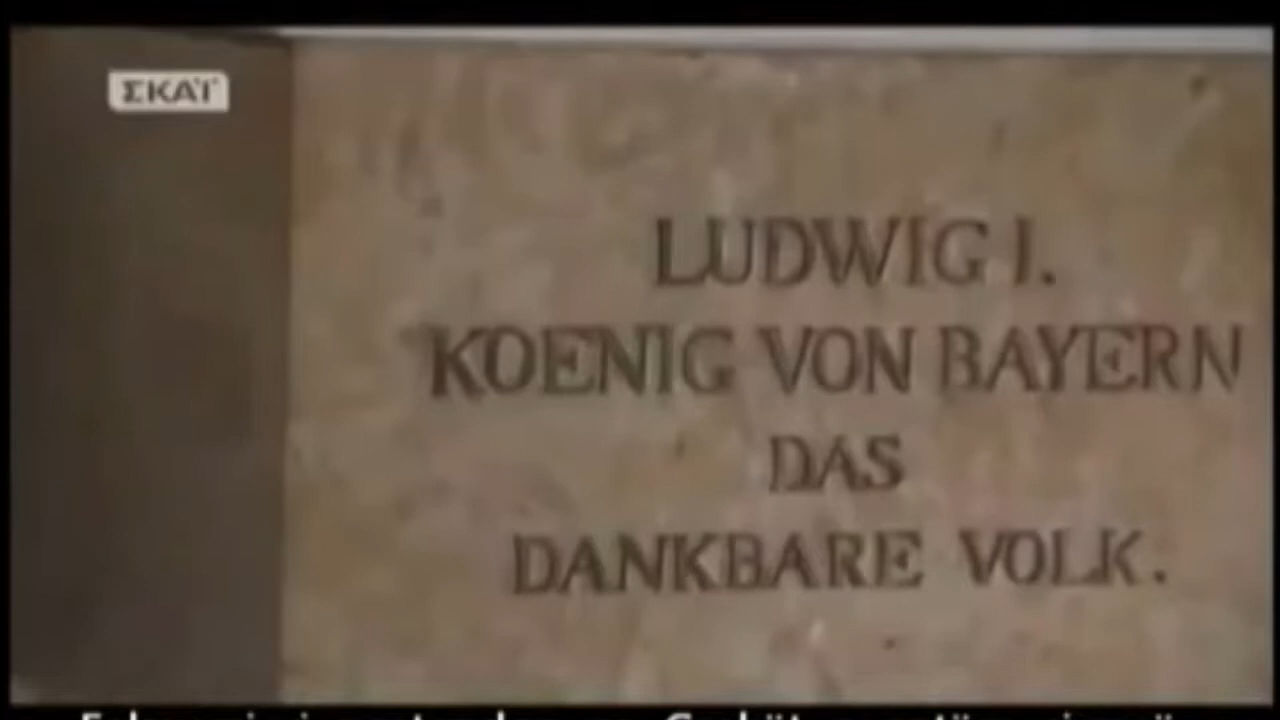 ΣΚΑΪ
LUDWIG I.
KOENIG VON BAYERN
DAS
DANKBARE VOLK.